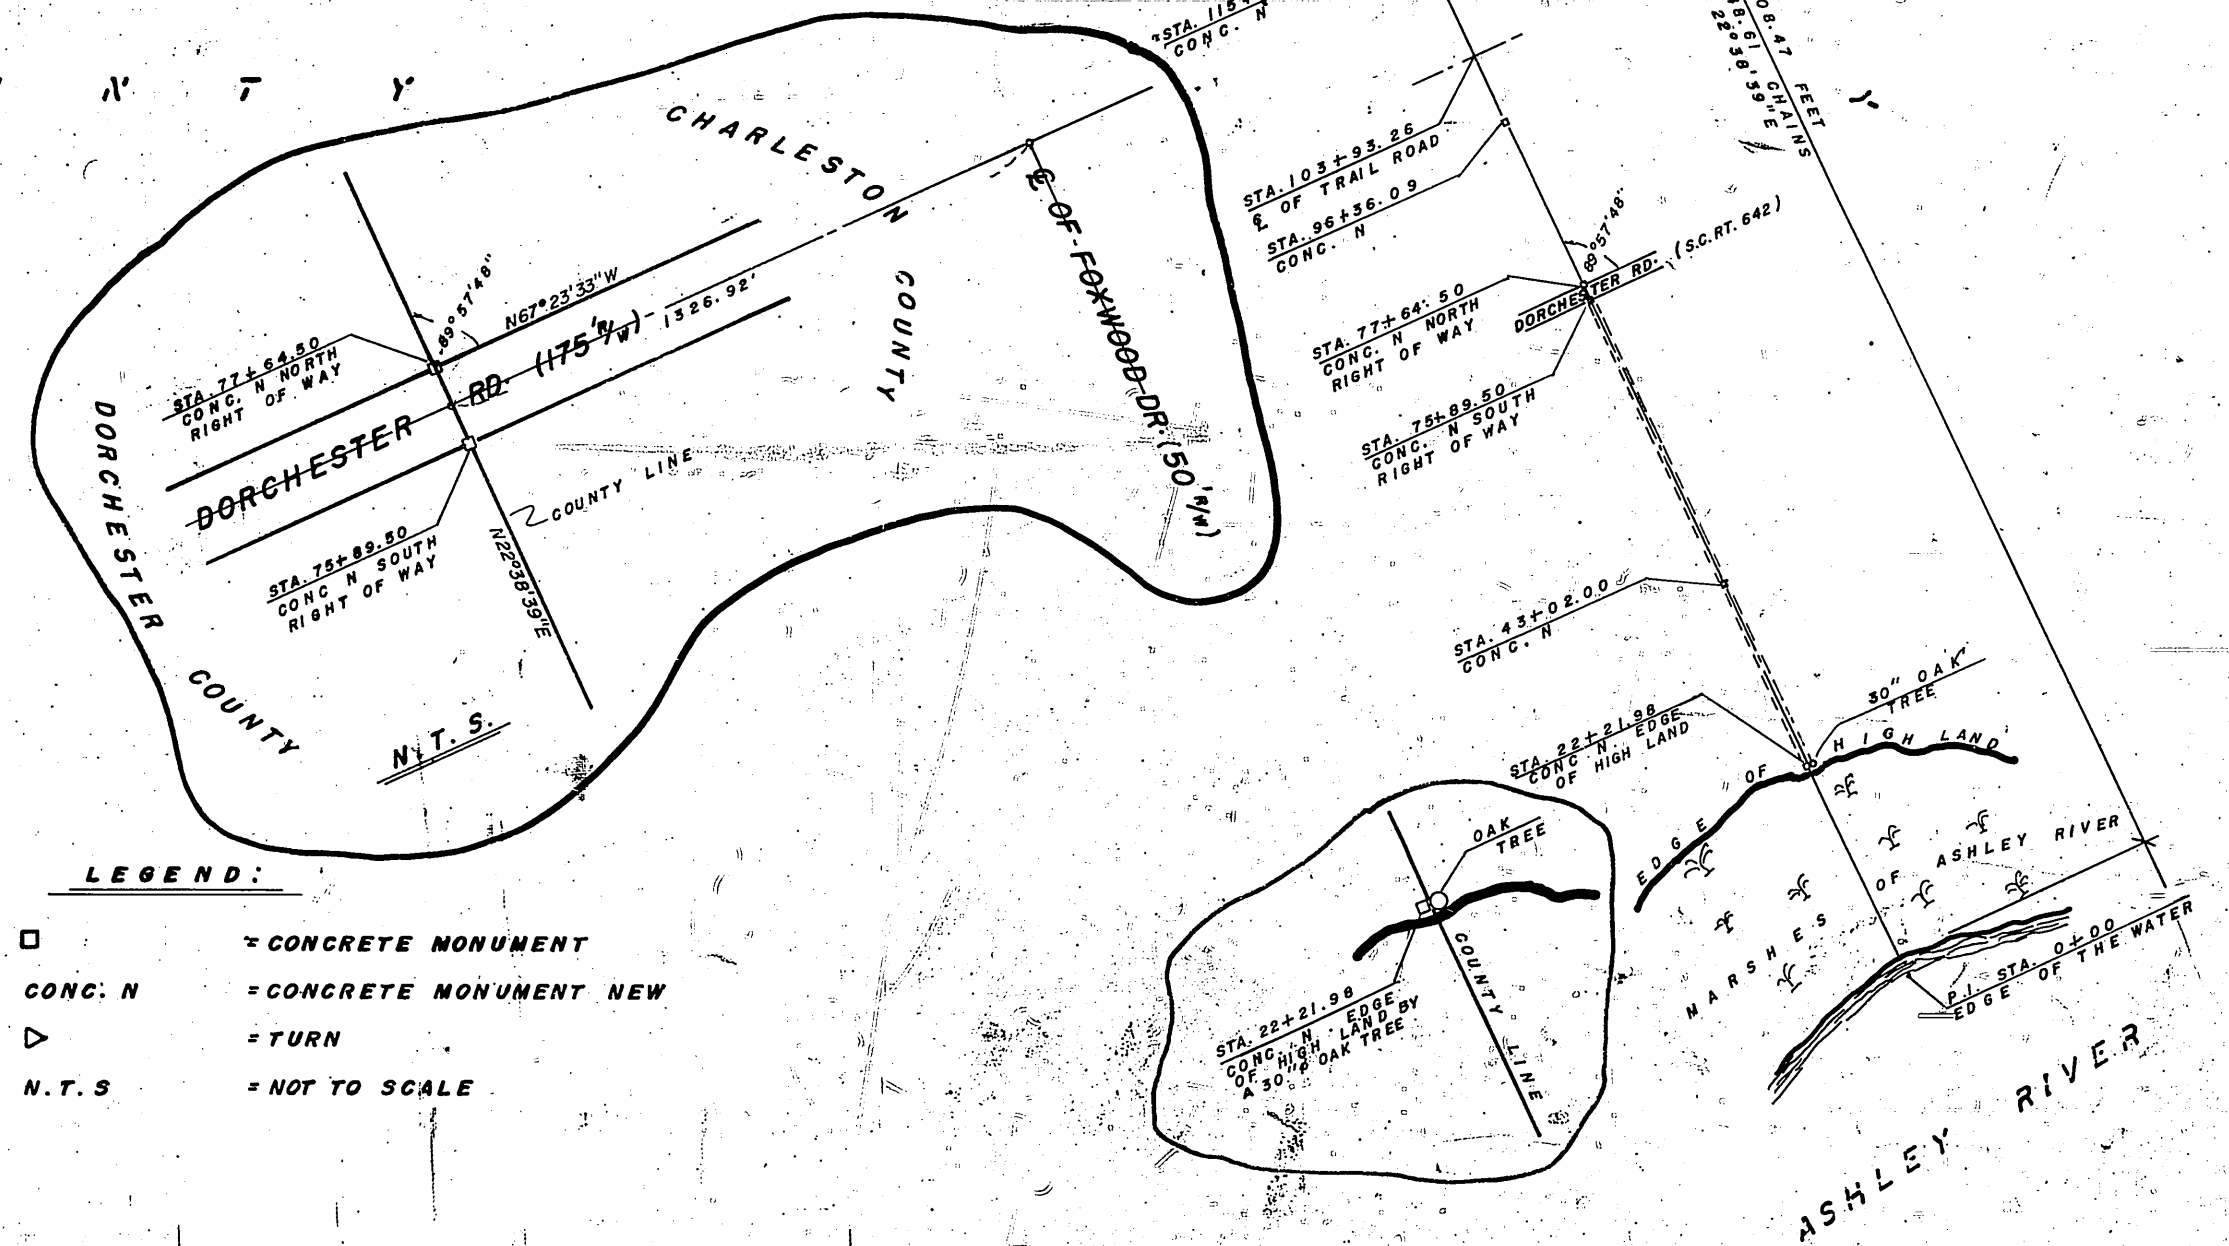 N T Y
CHARLESTON
COUNTY
STA. 77+64.50
CONC. N NORTH
RIGHT OF WAY
89°57'48"
N67°23'33"W
DORCHESTER RD. (175' R/W)
1326.92'
℄ OF FOXWOOD DR. (50' R/W)
DORCHESTER
COUNTY
STA. 75+89.50
CONC N SOUTH
RIGHT OF WAY
COUNTY LINE
N22°38'39"E
N.T.S.
LEGEND:
= CONCRETE MONUMENT
CONC. N = CONCRETE MONUMENT NEW
= TURN
N.T.S = NOT TO SCALE
CONC. N
FEET
CHAINS
22°38'39"E
Y
STA. 103+93.26
℄ OF TRAIL ROAD
STA. 96+36.09
CONC. N
89°57'48"
DORCHESTER RD. (S.C.RT. 642)
STA. 77+64.50
CONC. N NORTH
RIGHT OF WAY
STA. 75+89.50
CONC. N SOUTH
RIGHT OF WAY
STA. 43+02.00
CONC. N
30" OAK
TREE
STA. 22+21.98
CONC N. EDGE
OF HIGH LAND
EDGE OF HIGH LAND
OAK
TREE
COUNTY LINE
STA. 22+21.98
CONC. N. EDGE
OF HIGH LAND BY
A 30" OAK TREE
MARSHES OF ASHLEY RIVER
P.I. STA. 0+00
EDGE OF THE WATER
ASHLEY RIVER